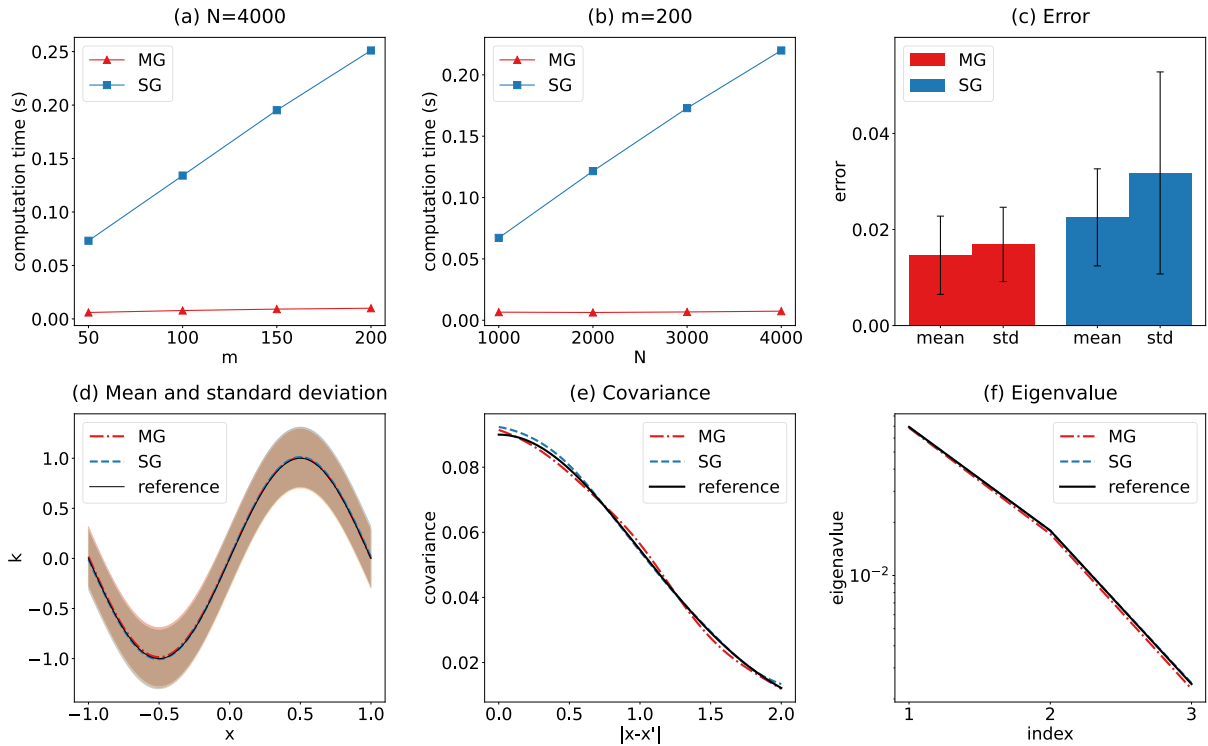 (a) N=4000
MG
SG
computation time (s)
0.25
0.20
0.15
0.10
0.05
0.00
50 100 150 200
m
(b) m=200
MG
SG
computation time (s)
0.20
0.15
0.10
0.05
0.00
1000 2000 3000 4000
N
(c) Error
MG
SG
error
0.04
0.02
0.00
mean std mean std
(d) Mean and standard deviation
MG
SG
reference
k
1.0
0.5
0.0
−0.5
−1.0
−1.0 −0.5 0.0 0.5 1.0
x
(e) Covariance
MG
SG
reference
covariance
0.08
0.06
0.04
0.02
0.0 0.5 1.0 1.5 2.0
|x-x'|
(f) Eigenvalue
MG
SG
reference
eigenavlue
10⁻²
1 2 3
index